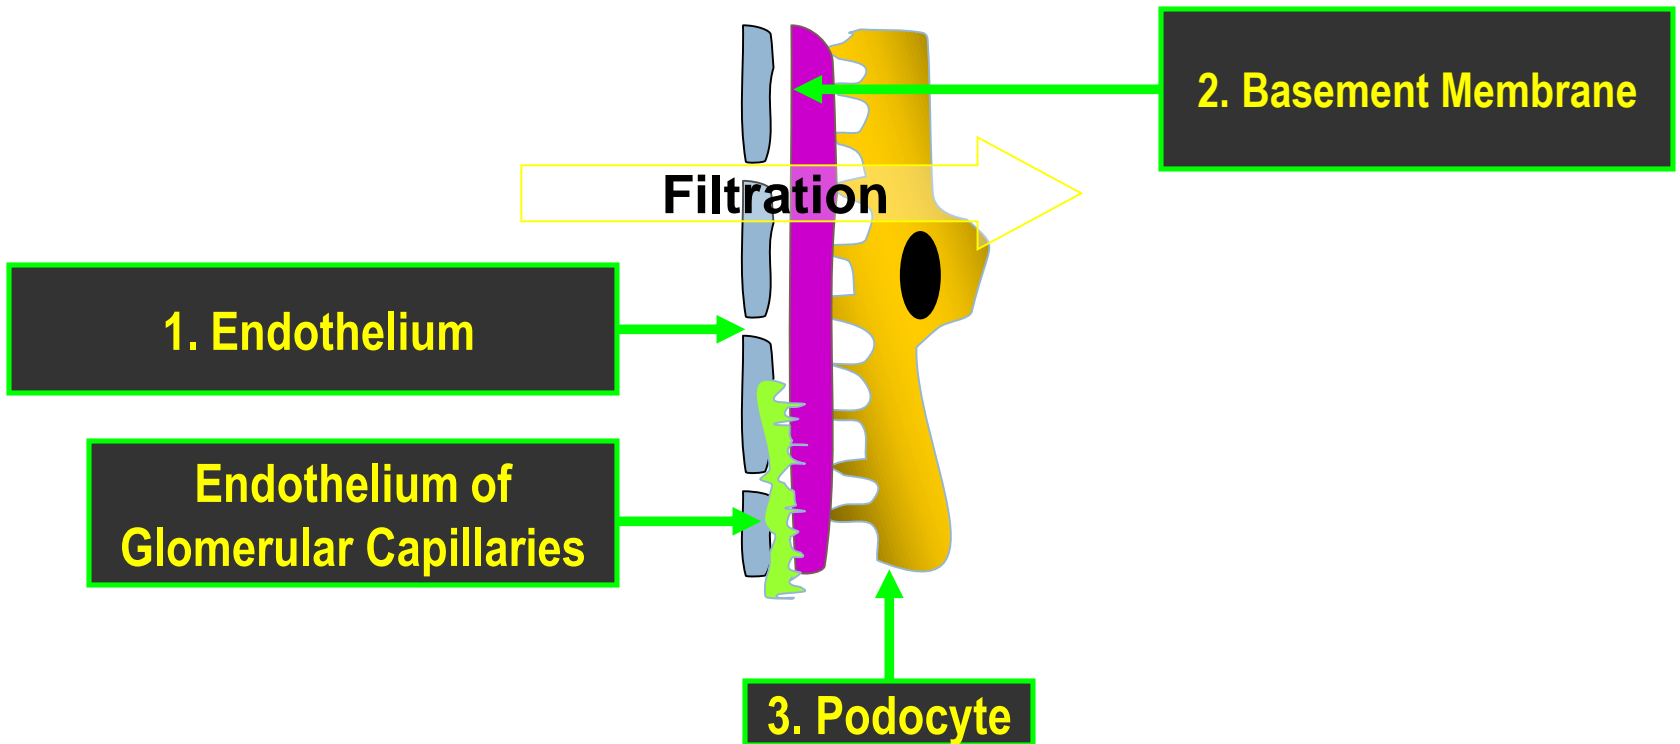 2. Basement Membrane
Filtration
1. Endothelium
Endothelium of
Glomerular Capillaries
3. Podocyte